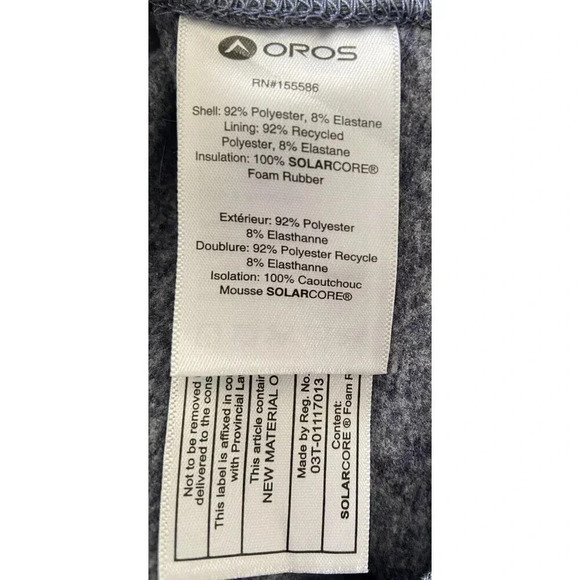 OROS
RN#155586
Shell: 92% Polyester, 8% Elastane
Lining: 92% Recycled
Polyester, 8% Elastane
Insulation: 100% SOLARCORE®
Foam Rubber
Extérieur: 92% Polyester
8% Elasthanne
Doublure: 92% Polyester Recycle
8% Elasthanne
Isolation: 100% Caoutchouc
Mousse SOLARCORE®
Not to be removed
delivered to the cons
This label is affixed in co
with Provincial La
This article contain
NEW MATERIAL O
Made by Reg. No.
03T-01117013
Content:
SOLARCORE® Foam R